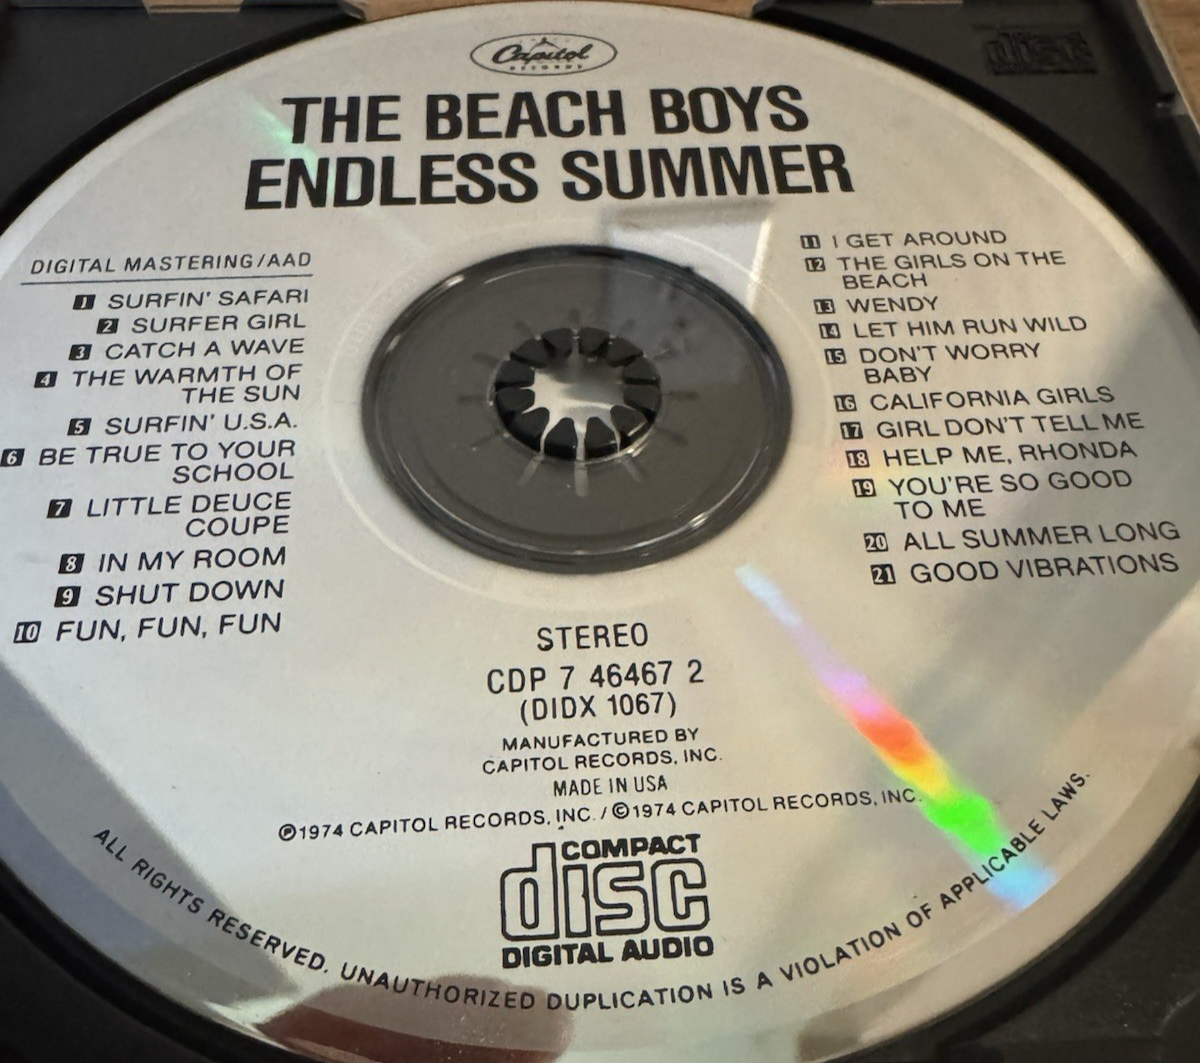 Capitol
RECORDS
disc
THE BEACH BOYS
ENDLESS SUMMER
DIGITAL MASTERING/AAD
1 SURFIN' SAFARI
2 SURFER GIRL
3 CATCH A WAVE
4 THE WARMTH OF
THE SUN
5 SURFIN' U.S.A.
6 BE TRUE TO YOUR
SCHOOL
7 LITTLE DEUCE
COUPE
8 IN MY ROOM
9 SHUT DOWN
10 FUN, FUN, FUN
11 I GET AROUND
12 THE GIRLS ON THE
BEACH
13 WENDY
14 LET HIM RUN WILD
15 DON'T WORRY
BABY
16 CALIFORNIA GIRLS
17 GIRL DON'T TELL ME
18 HELP ME, RHONDA
19 YOU'RE SO GOOD
TO ME
20 ALL SUMMER LONG
21 GOOD VIBRATIONS
STEREO
CDP 7 46467 2
(DIDX 1067)
MANUFACTURED BY
CAPITOL RECORDS, INC.
MADE IN USA
℗1974 CAPITOL RECORDS, INC. / ©1974 CAPITOL RECORDS, INC.
COMPACT
disc
DIGITAL AUDIO
ALL RIGHTS RESERVED. UNAUTHORIZED DUPLICATION IS A VIOLATION OF APPLICABLE LAWS.